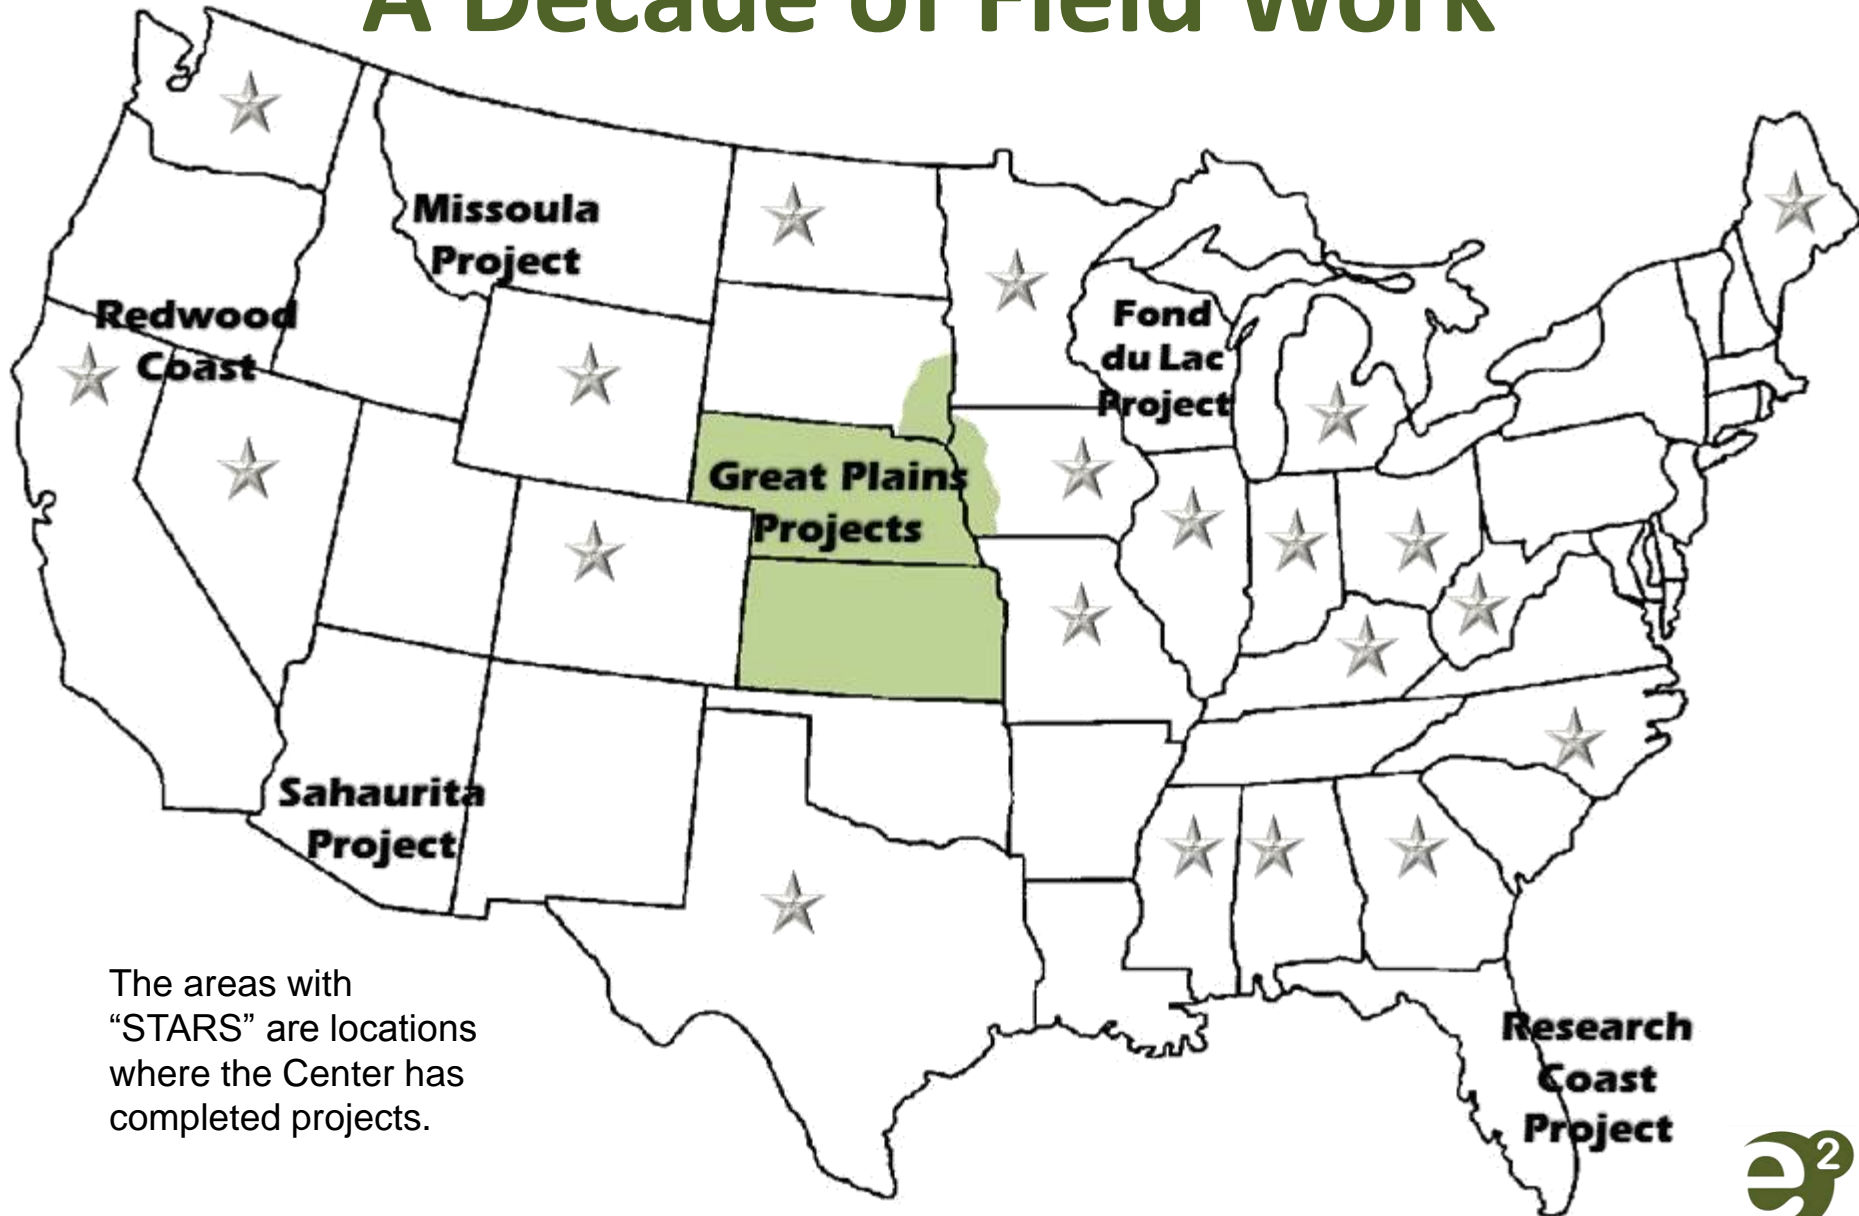 A Decade of Field Work
Missoula
Project
Redwood
Coast
Fond
du Lac
Project
Great Plains
Projects
Sahaurita
Project
The areas with
“STARS” are locations
where the Center has
completed projects.
Research
Coast
Project
e2